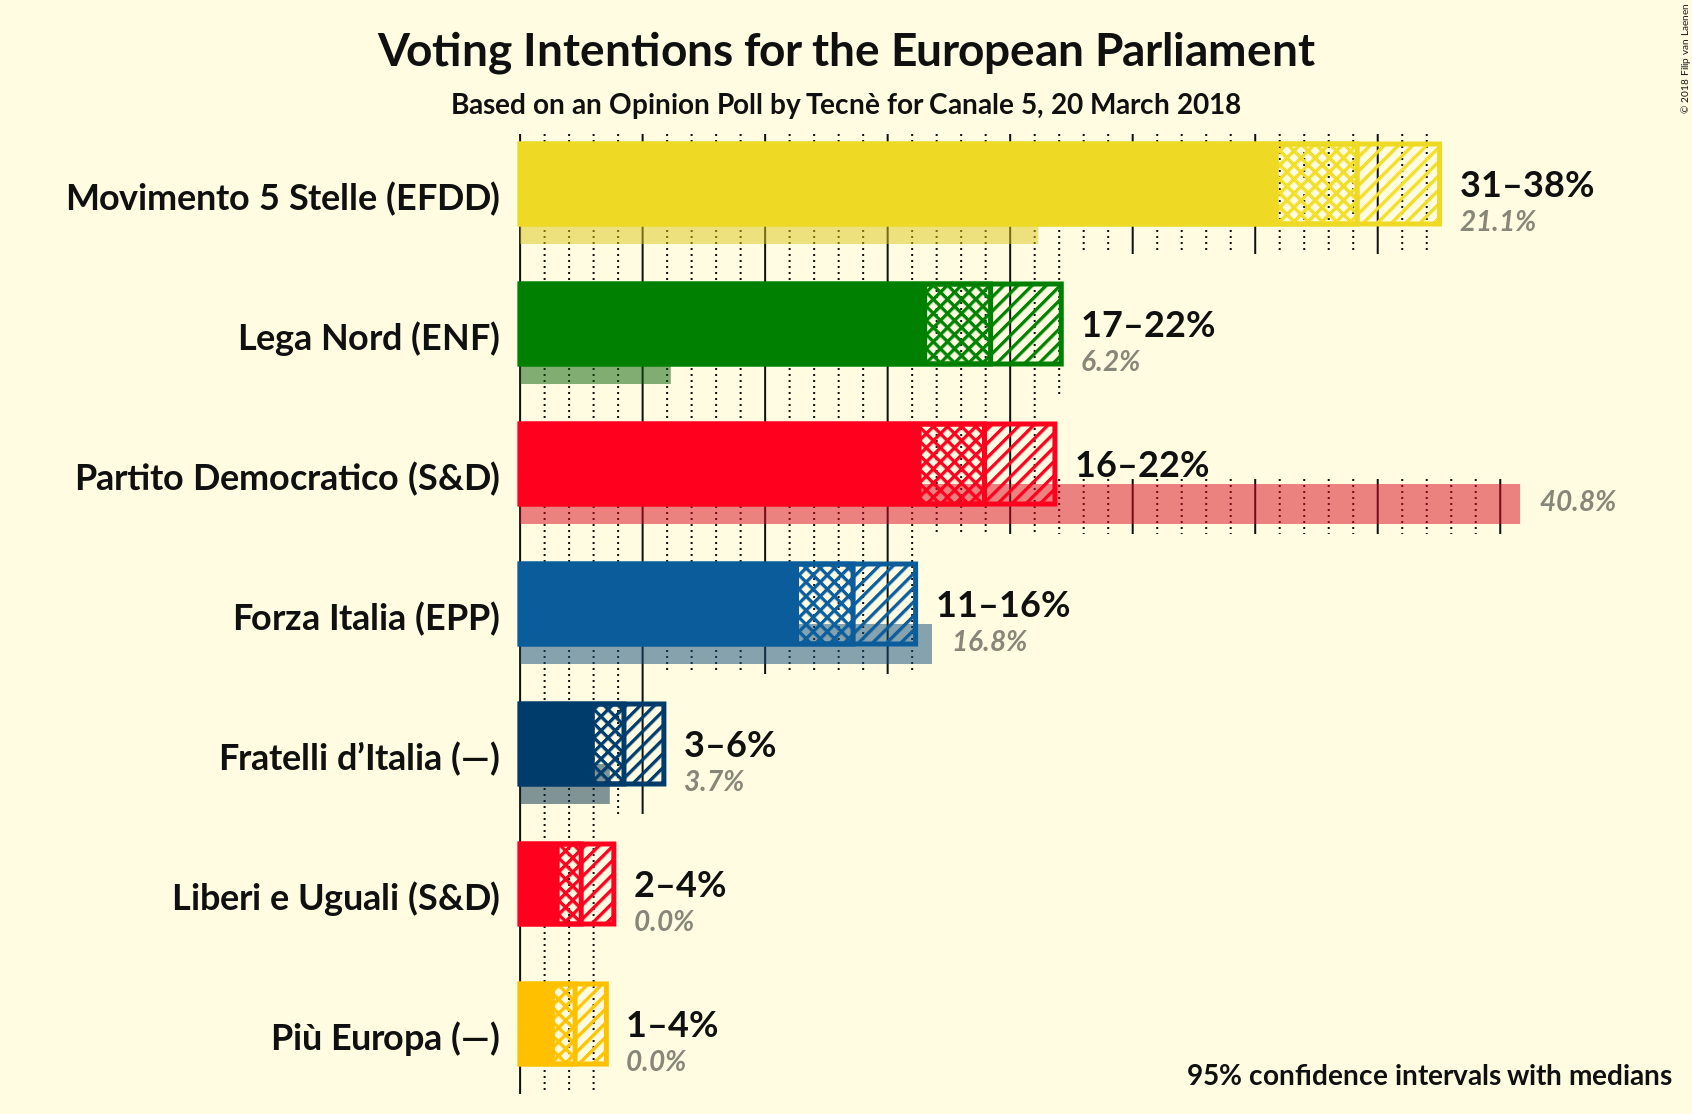 Voting Intentions for the European Parliament
Based on an Opinion Poll by Tecnè for Canale 5, 20 March 2018
© 2018 Filip van Laenen
Movimento 5 Stelle (EFDD)
31–38%
21.1%
Lega Nord (ENF)
17–22%
6.2%
Partito Democratico (S&D)
16–22%
40.8%
Forza Italia (EPP)
11–16%
16.8%
Fratelli d’Italia (—)
3–6%
3.7%
Liberi e Uguali (S&D)
2–4%
0.0%
Più Europa (—)
1–4%
0.0%
95% confidence intervals with medians